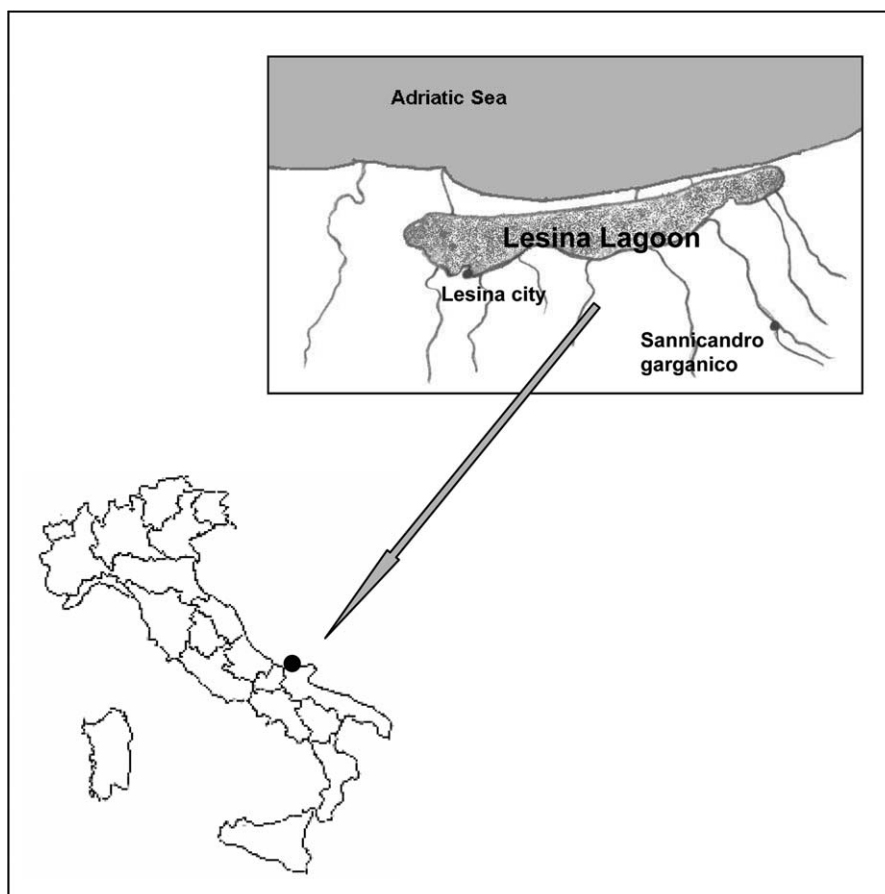 Adriatic Sea
Lesina Lagoon
Lesina city
Sannicandro
garganico